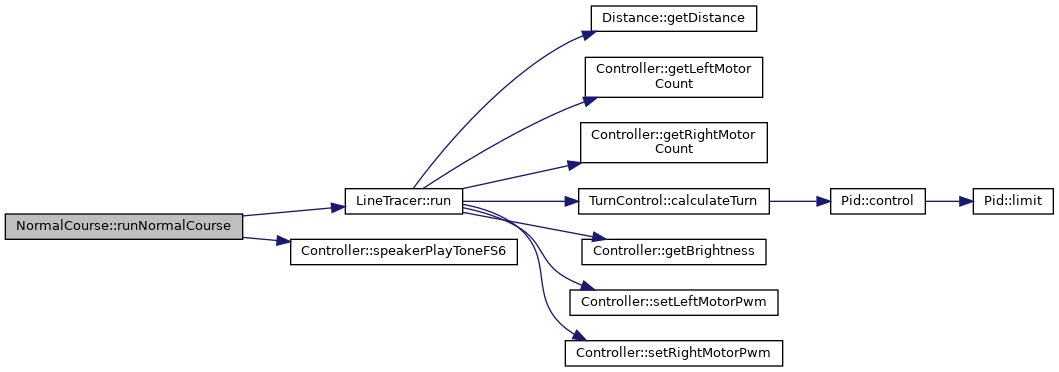 Distance::getDistance
Controller::getLeftMotor
Count
Controller::getRightMotor
Count
LineTracer::run
TurnControl::calculateTurn
Pid::control
Pid::limit
NormalCourse::runNormalCourse
Controller::speakerPlayToneFS6
Controller::getBrightness
Controller::setLeftMotorPwm
Controller::setRightMotorPwm